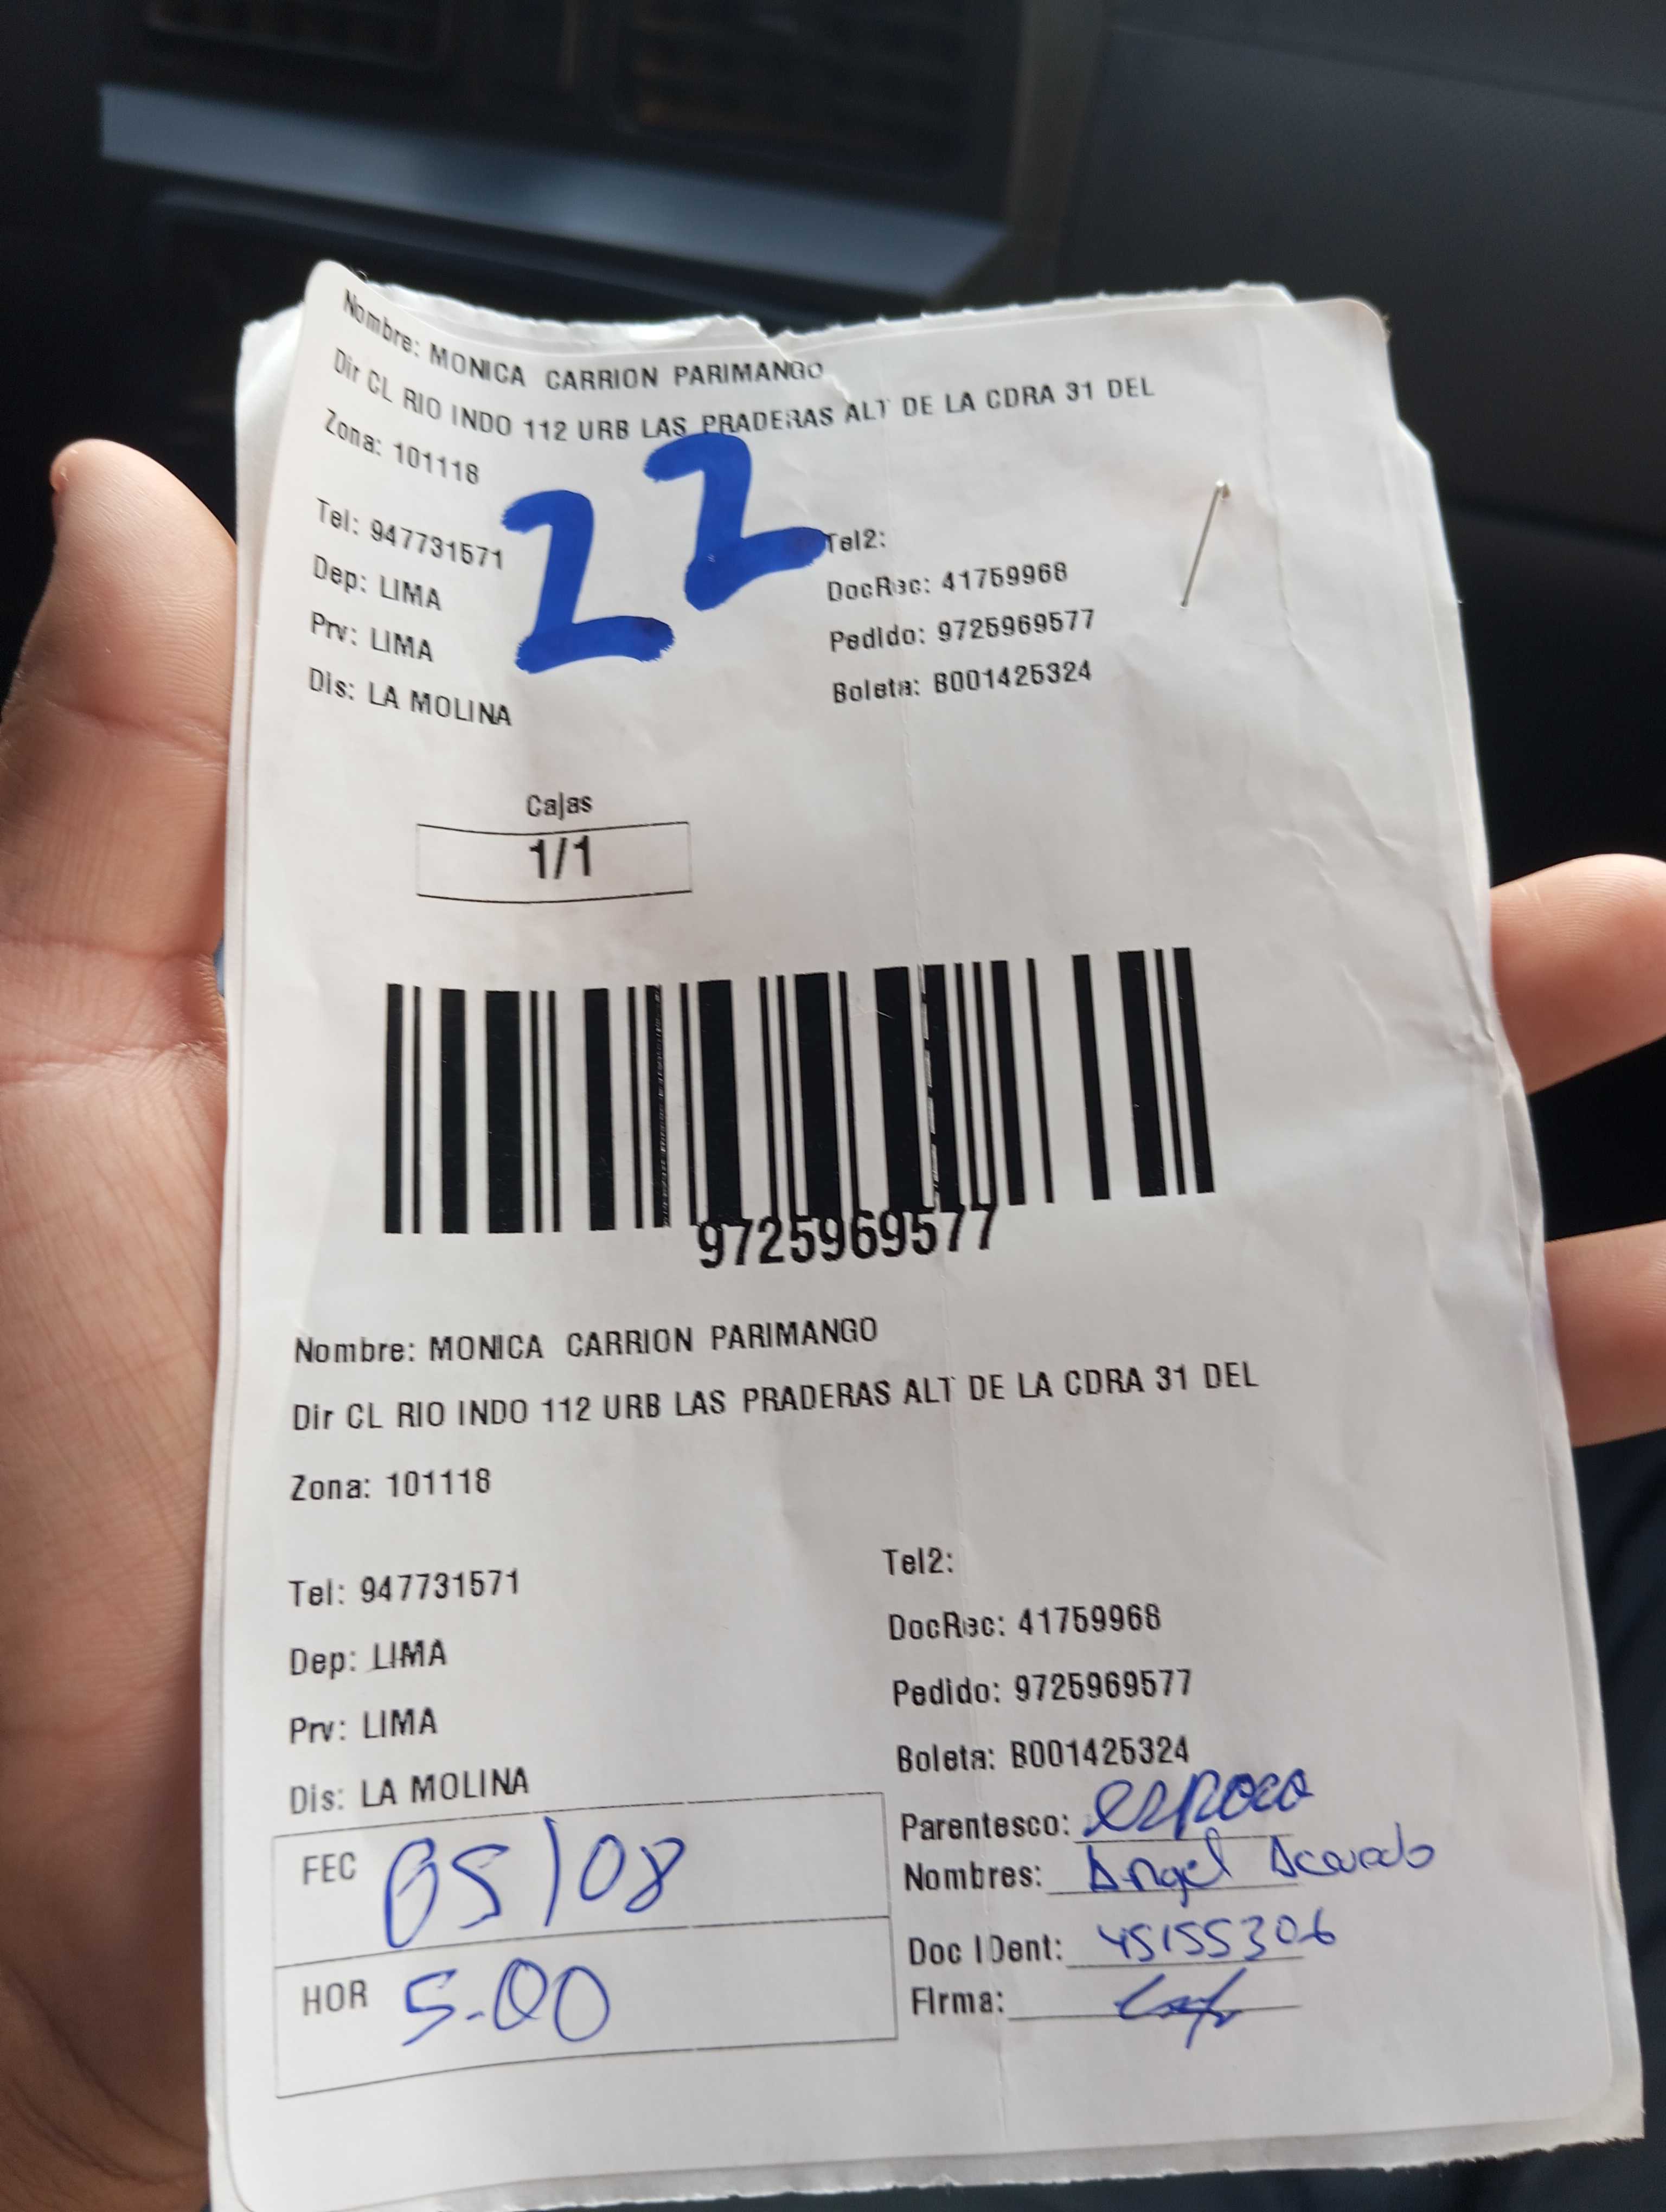 Nombre: MONICA CARRION PARIMANGO
Dir CL RIO INDO 112 URB LAS PRADERAS ALT DE LA CDRA 31 DEL
Zona: 101118
22
Tel: 947731571 Tel2:
Dep: LIMA DocRec: 41759968
Prv: LIMA Pedido: 9725969577
Dis: LA MOLINA Boleta: B001425324
Cajas
1/1
9725969577
Nombre: MONICA CARRION PARIMANGO
Dir CL RIO INDO 112 URB LAS PRADERAS ALT DE LA CDRA 31 DEL
Zona: 101118
Tel: 947731571 Tel2:
Dep: LIMA DocRec: 41759968
Prv: LIMA Pedido: 9725969577
Dis: LA MOLINA Boleta: B001425324
FEC 05/08 Parentesco: esposo
Nombres: Angel Acevedo
HOR 5.00 Doc IDent: 45155306
Firma: